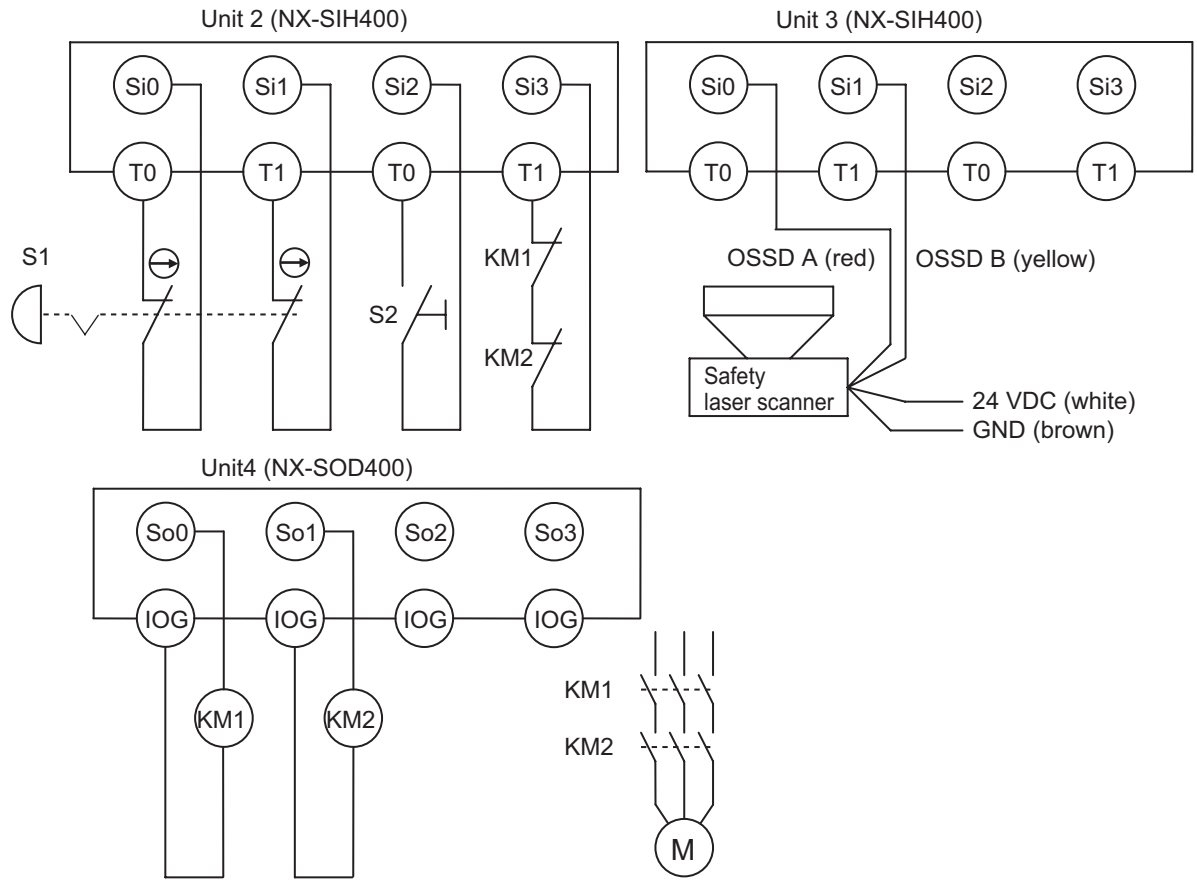 Unit 2 (NX-SIH400)
Si0 Si1 Si2 Si3
T0 T1 T0 T1
S1
S2
KM1
KM2
Unit 3 (NX-SIH400)
Si0 Si1 Si2 Si3
T0 T1 T0 T1
OSSD A (red) OSSD B (yellow)
Safety
laser scanner
24 VDC (white)
GND (brown)
Unit4 (NX-SOD400)
So0 So1 So2 So3
IOG IOG IOG IOG
KM1 KM2
KM1
KM2
M